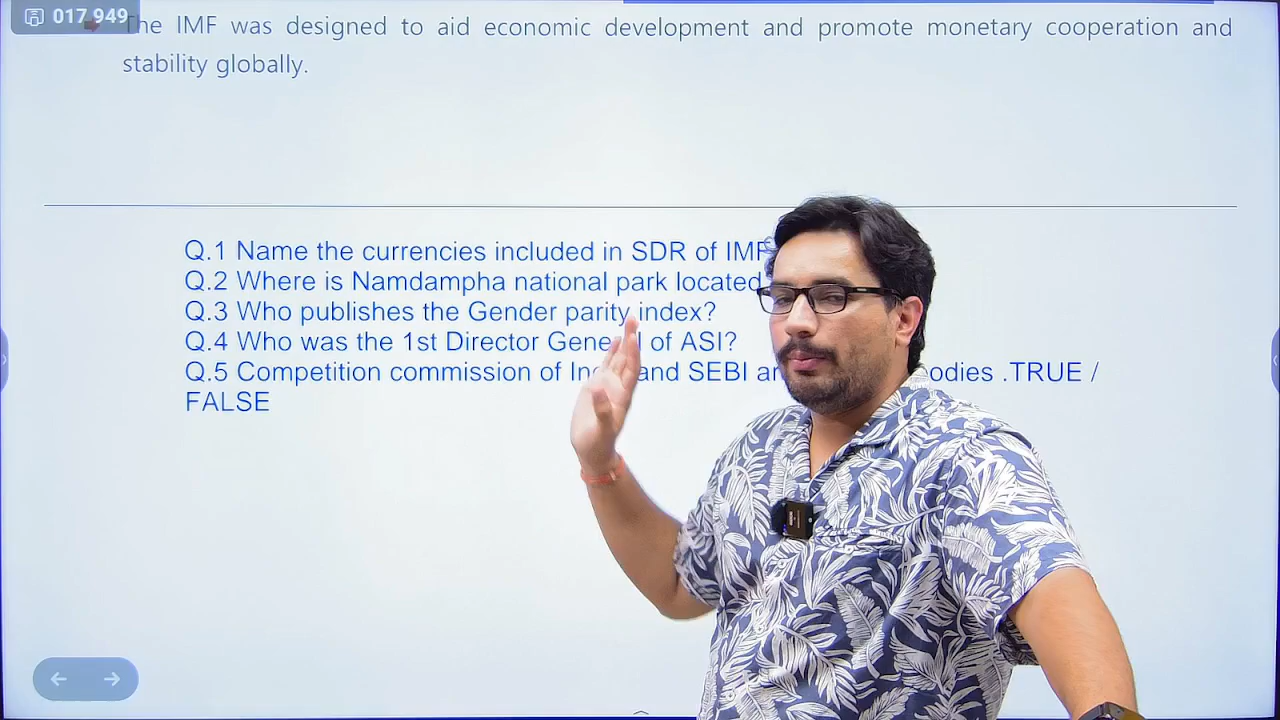 017 949
The IMF was designed to aid economic development and promote monetary cooperation and
stability globally.
Q.1 Name the currencies included in SDR of IMF
Q.2 Where is Namdampha national park located
Q.3 Who publishes the Gender parity index?
Q.4 Who was the 1st Director General of ASI?
Q.5 Competition commission of and SEBI .TRUE /
FALSE